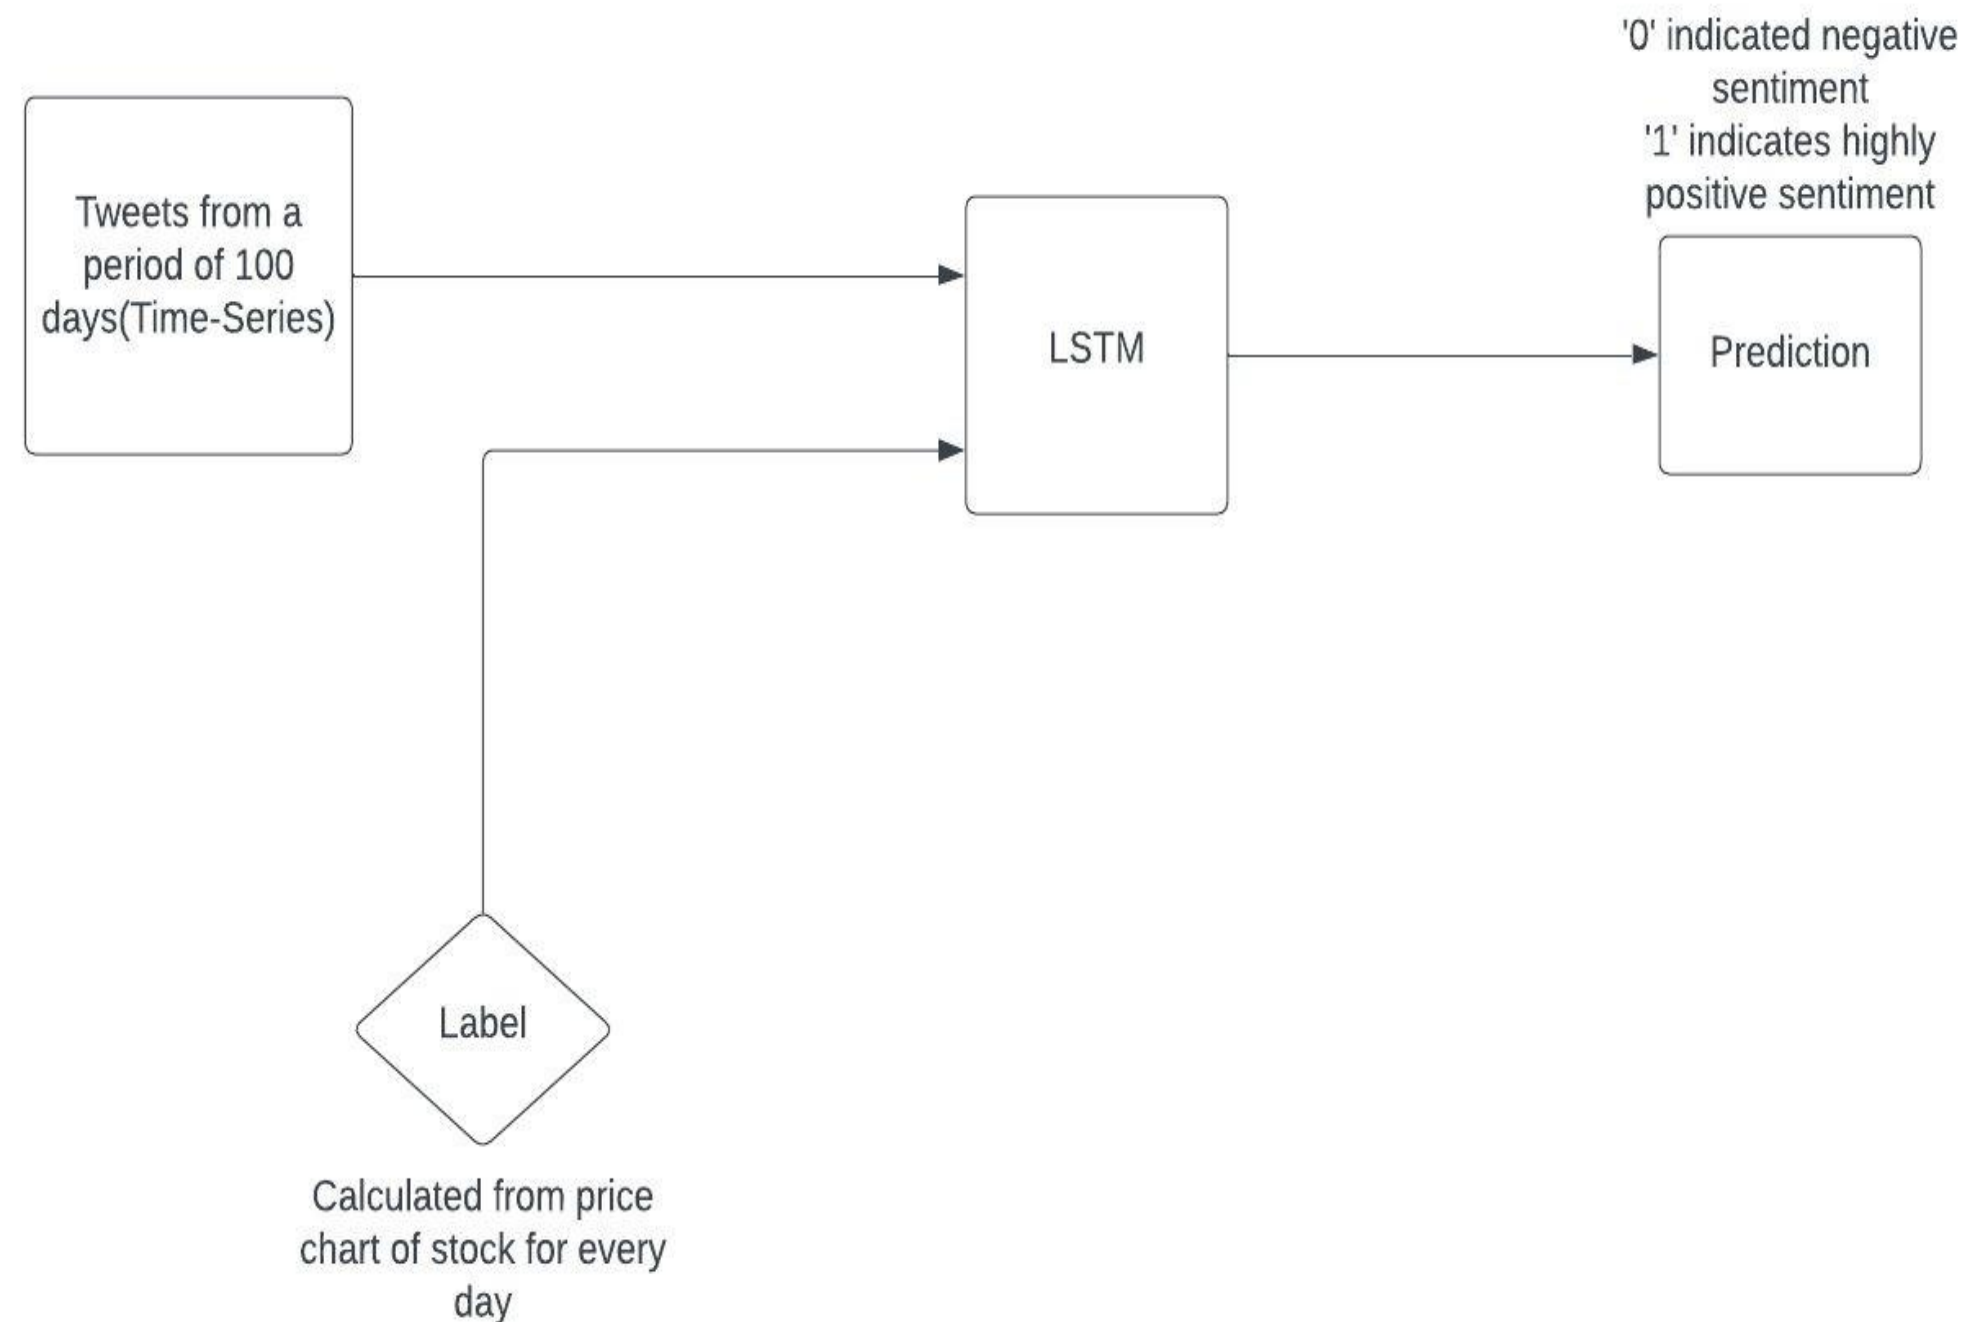 '0' indicated negative
sentiment
'1' indicates highly
positive sentiment
Tweets from a
period of 100
days(Time-Series)
LSTM
Prediction
Label
Calculated from price
chart of stock for every
day